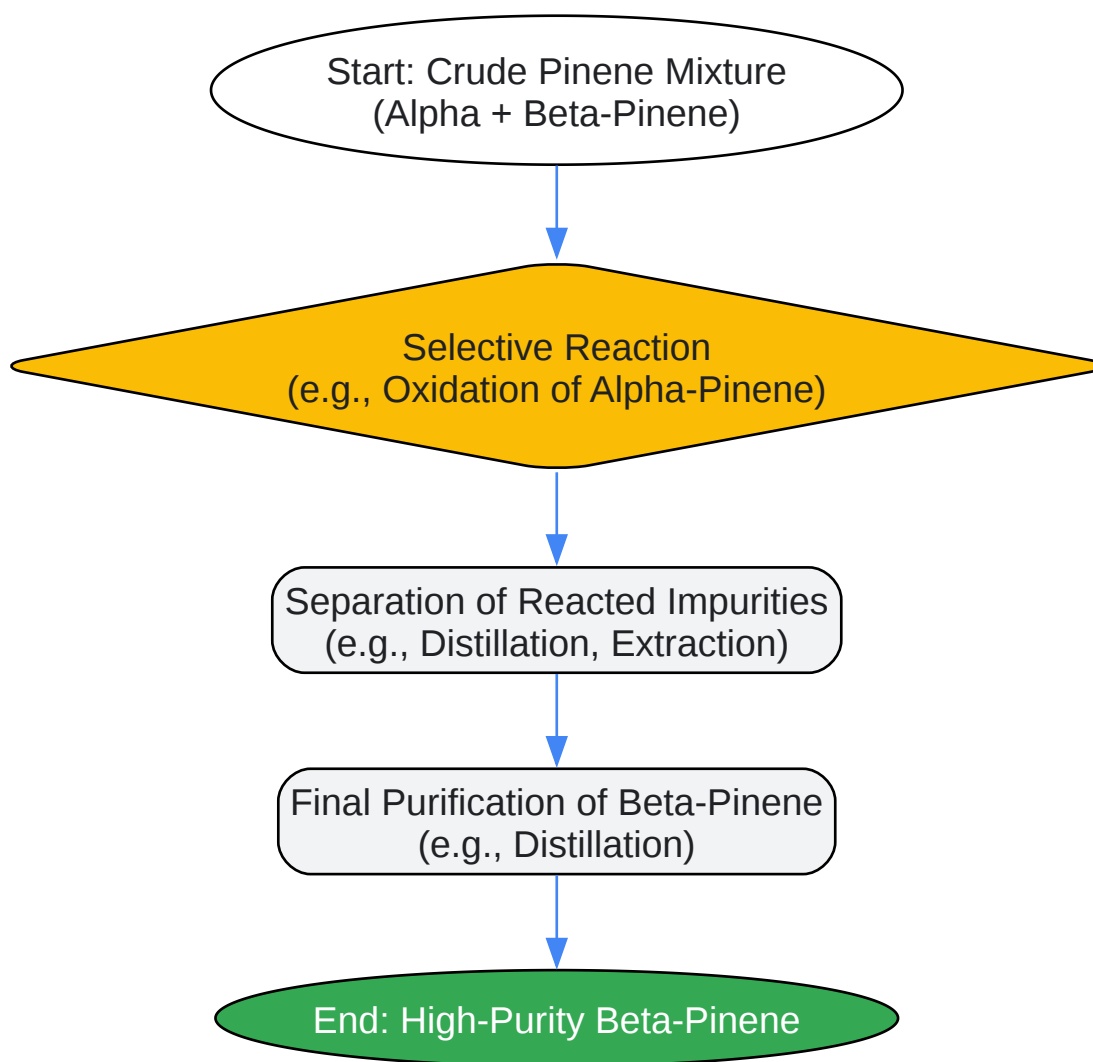 Start: Crude Pinene Mixture
(Alpha + Beta-Pinene)
Selective Reaction
(e.g., Oxidation of Alpha-Pinene)
Separation of Reacted Impurities
(e.g., Distillation, Extraction)
Final Purification of Beta-Pinene
(e.g., Distillation)
End: High-Purity Beta-Pinene